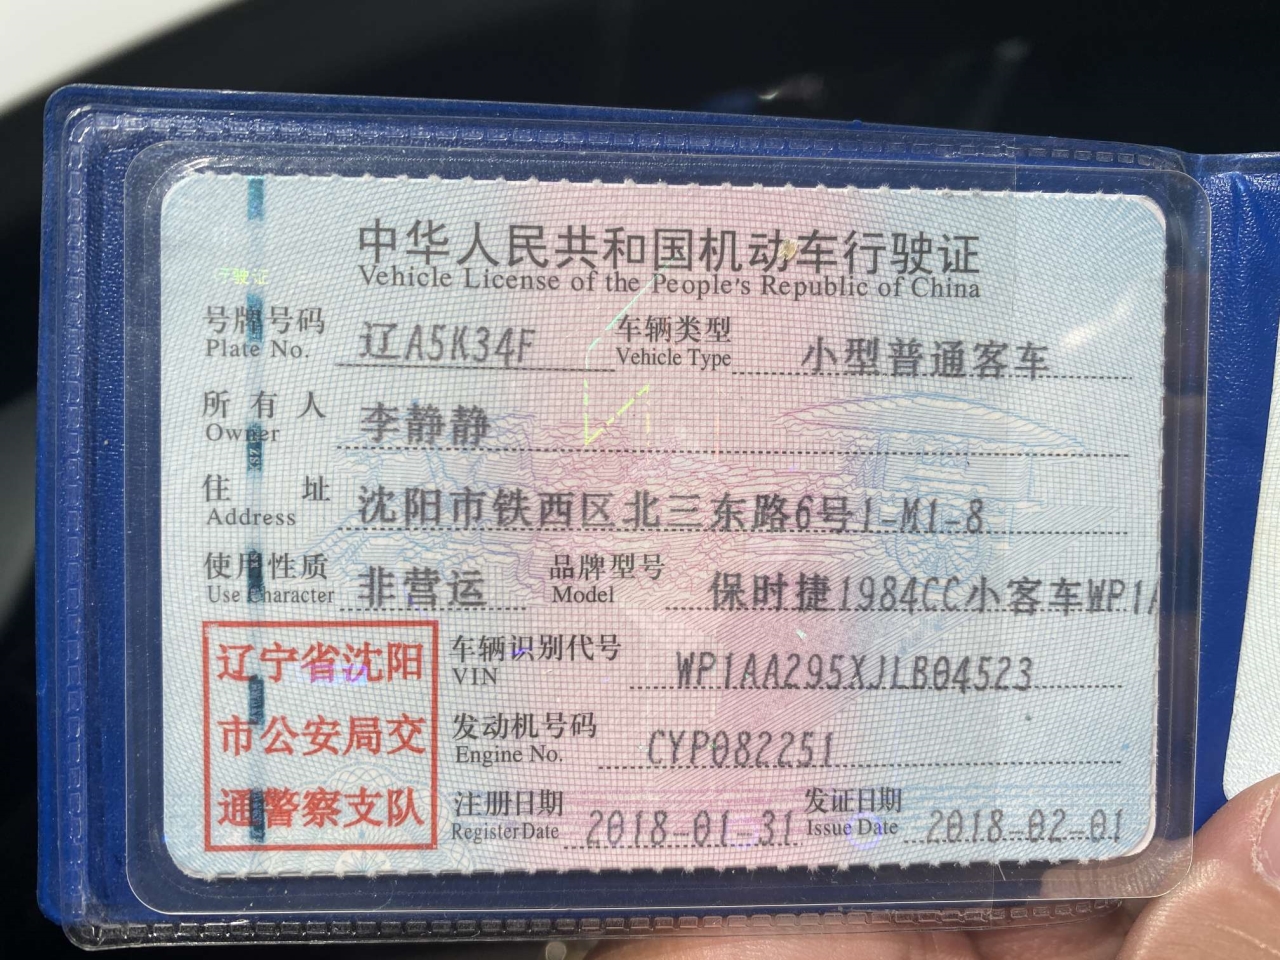 中华人民共和国机动车行驶证
Vehicle License of the People's Republic of China
号牌号码 辽A5K34F 车辆类型 小型普通客车
Plate No. Vehicle Type
所有人 李静静
Owner
住址 沈阳市铁西区北三东路6号1-M1-8
Address
使用性质 非营运 品牌型号 保时捷1984CC小客车WP1
Use Character Model
辽宁省沈阳
市公安局交
通警察支队
车辆识别代号 WP1AA295XJLB04523
VIN
发动机号码 CYP082251
Engine No.
注册日期 2018-01-31 发证日期 2018-02-01
Register Date Issue Date